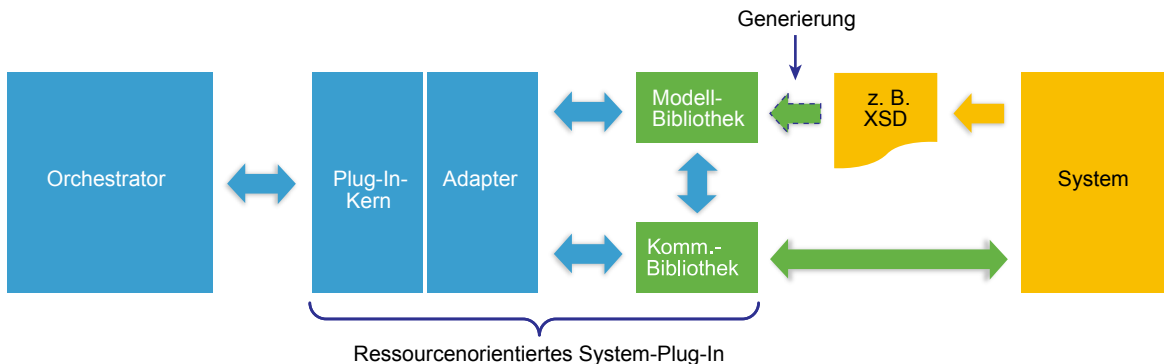 Generierung
Orchestrator
Plug-In-
Kern
Adapter
Modell-
Bibliothek
z. B.
XSD
System
Komm.-
Bibliothek
Ressourcenorientiertes System-Plug-In